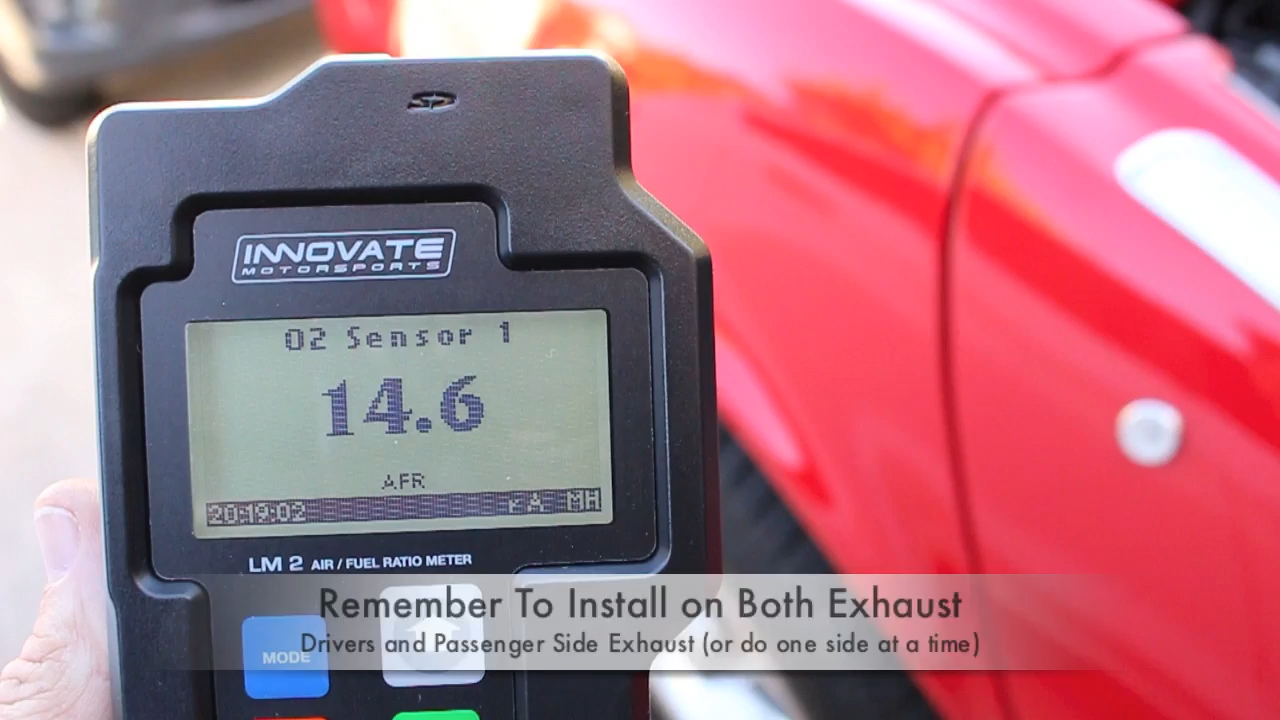 INNOVATE
MOTORSPORTS
O2 Sensor 1
14.6
AFR
20:19:02
LM 2 AIR / FUEL RATIO METER
Remember To Install on Both Exhaust
Drivers and Passenger Side Exhaust (or do one side at a time)
MODE